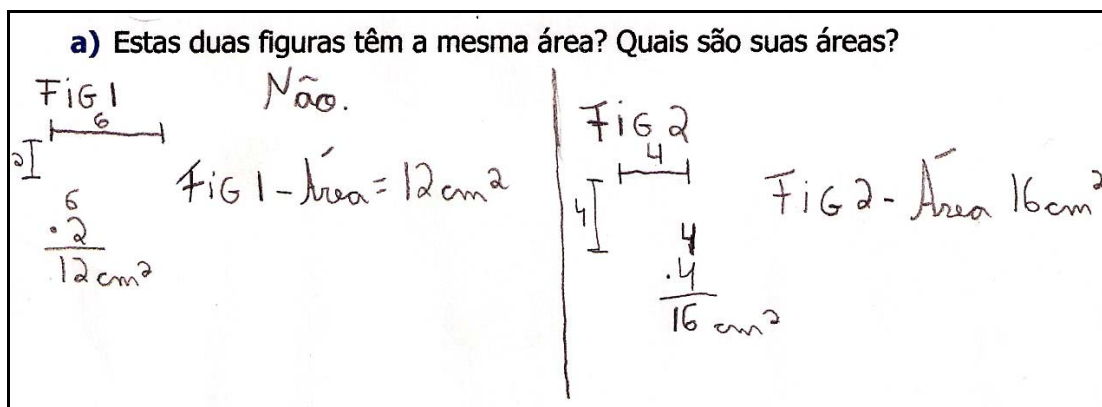 a) Estas duas figuras têm a mesma área? Quais são suas áreas?
FiG 1
Não.
6
2
6
.2
12 cm²
FiG 1 - Área = 12 cm²
FiG 2
4
4
4
.4
16 cm²
FiG 2 - Área 16 cm²